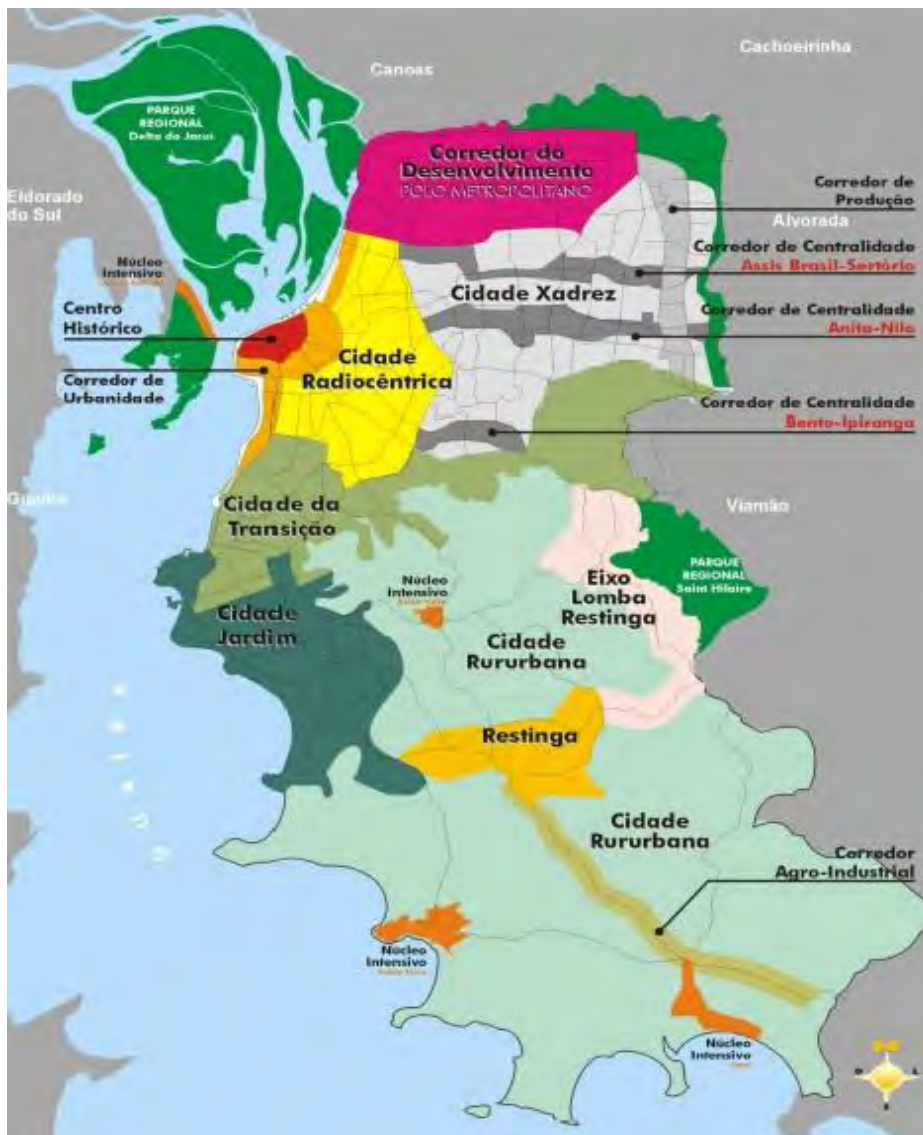 Cachoeirinha
Canoas
PARQUE
REGIONAL
Delta do Jacuí
Corredor do
Desenvolvimento
POLO METROPOLITANO
Eldorado
do Sul
Corredor de
Produção
Alvorada
Corredor de Centralidade
Assis Brasil-Sertório
Núcleo
Intensivo
Cidade Xadrez
Centro
Histórico
Corredor de Centralidade
Anita-Nilo
Cidade
Radiocêntrica
Corredor de
Urbanidade
Corredor de Centralidade
Bento-Ipiranga
Cidade da
Transição
Viamão
PARQUE
REGIONAL
Saint Hilaire
Núcleo
Intensivo
Eixo
Lomba
Restinga
Cidade
Jardim
Cidade
Rururbana
Restinga
Cidade
Rururbana
Corredor
Agro-Industrial
Núcleo
Intensivo
Núcleo
Intensivo